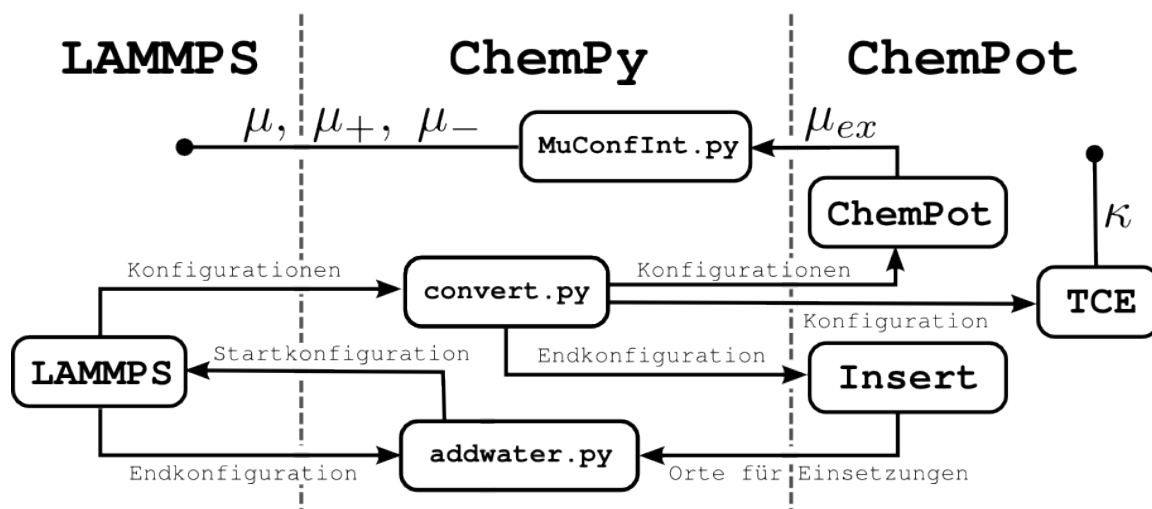 LAMMPS ChemPy ChemPot
μ, μ₊, μ₋
MuConfInt.py
μₑₓ
ChemPot
κ
Konfigurationen
convert.py
Konfigurationen
TCE
Konfiguration
Startkonfiguration
Endkonfiguration
LAMMPS
Insert
addwater.py
Endkonfiguration
Orte für Einsetzungen